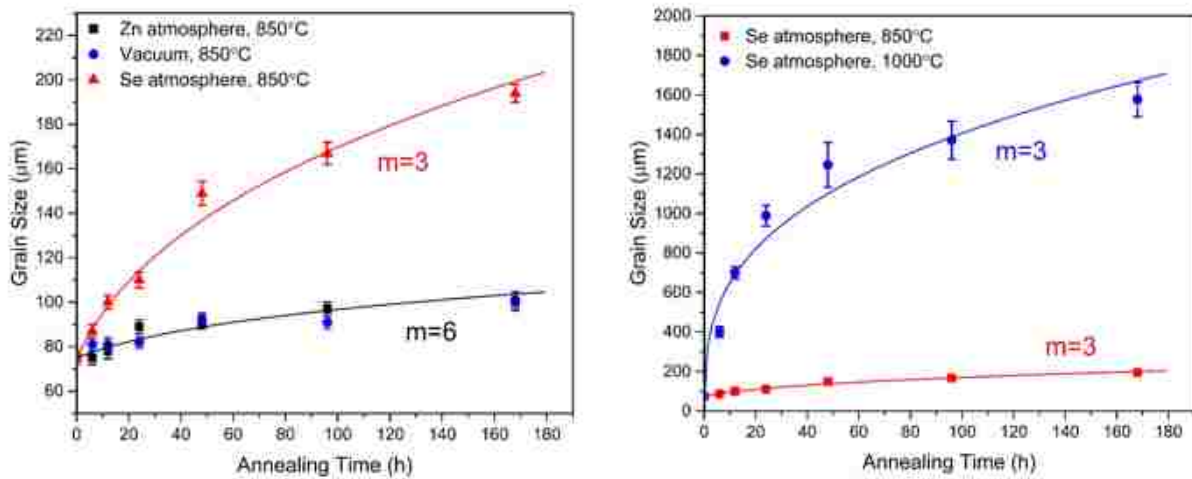 Zn atmosphere, 850°C
Vacuum, 850°C
Se atmosphere, 850°C
220
200
180
160
140
120
100
80
60
Grain Size (μm)
m=3
m=6
0 20 40 60 80 100 120 140 160 180
Annealing Time (h)
Se atmosphere, 850°C
Se atmosphere, 1000°C
2000
1800
1600
1400
1200
1000
800
600
400
200
0
Grain Size (μm)
m=3
m=3
0 20 40 60 80 100 120 140 160 180
Annealing Time (h)